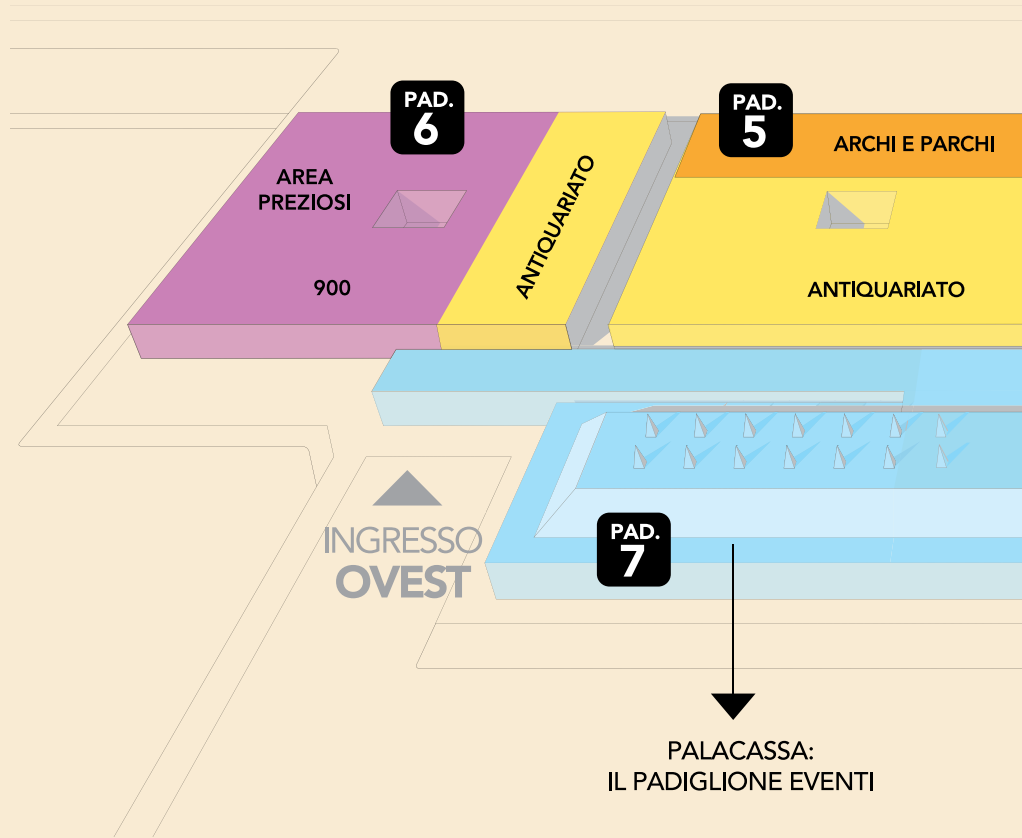 PAD.
6
PAD.
5
ARCHI E PARCHI
AREA
PREZIOSI
ANTIQUARIATO
900
ANTIQUARIATO
INGRESSO
OVEST
PAD.
7
PALACASSA:
IL PADIGLIONE EVENTI